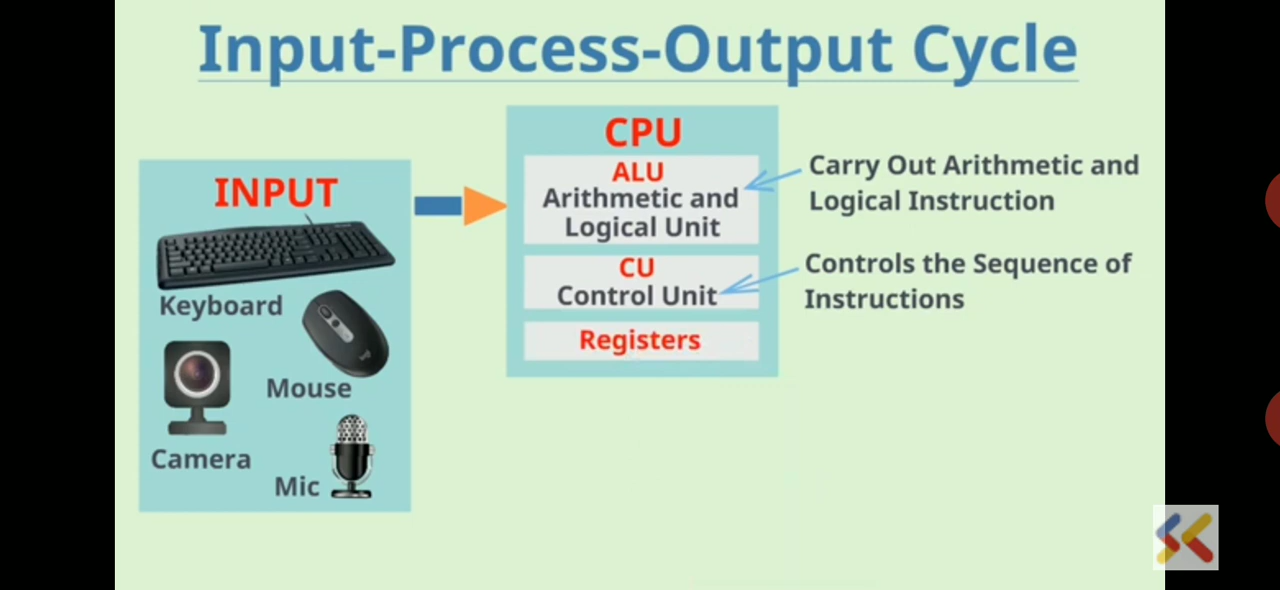 Input-Process-Output Cycle
INPUT
Keyboard
Mouse
Camera
Mic
CPU
ALU
Arithmetic and
Logical Unit
CU
Control Unit
Registers
Carry Out Arithmetic and
Logical Instruction
Controls the Sequence of
Instructions